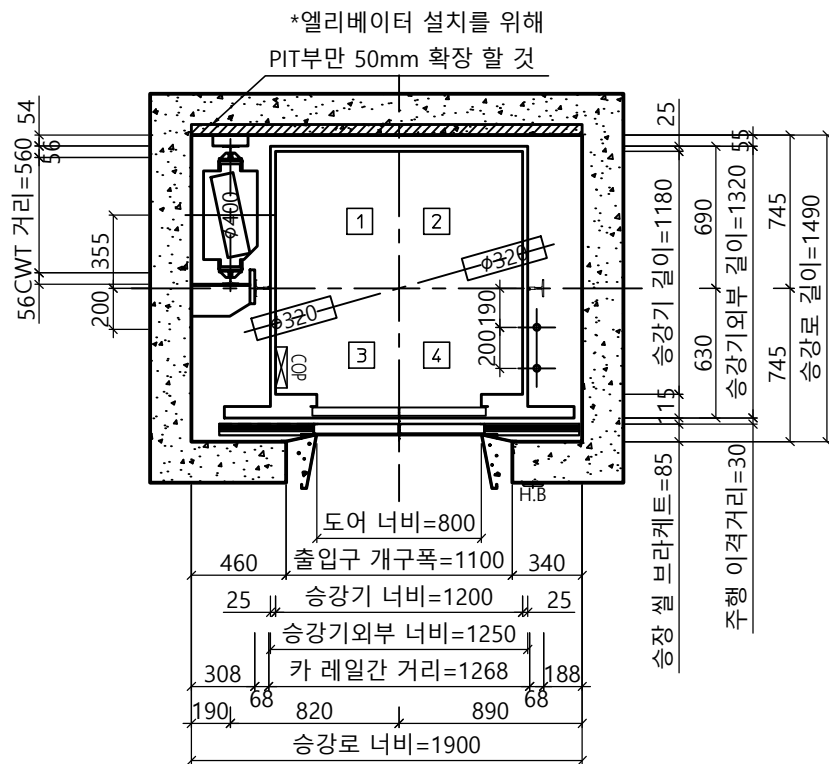 *엘리베이터 설치를 위해
PIT부만 50mm 확장 할 것
54
56
CWT 거리=560
56
355
200
25
승강기 길이=1180
115
승장 씰 브라케트=85
690
630
55
승강기외부 길이=1320
주행 이격거리=30
745
745
승강로 길이=1490
φ400
1
2
φ320
φ320
190
200
3
4
COP
H.B
도어 너비=800
460
출입구 개구폭=1100
340
25
승강기 너비=1200
25
승강기외부 너비=1250
308
68
카 레일간 거리=1268
68
188
190
820
890
승강로 너비=1900